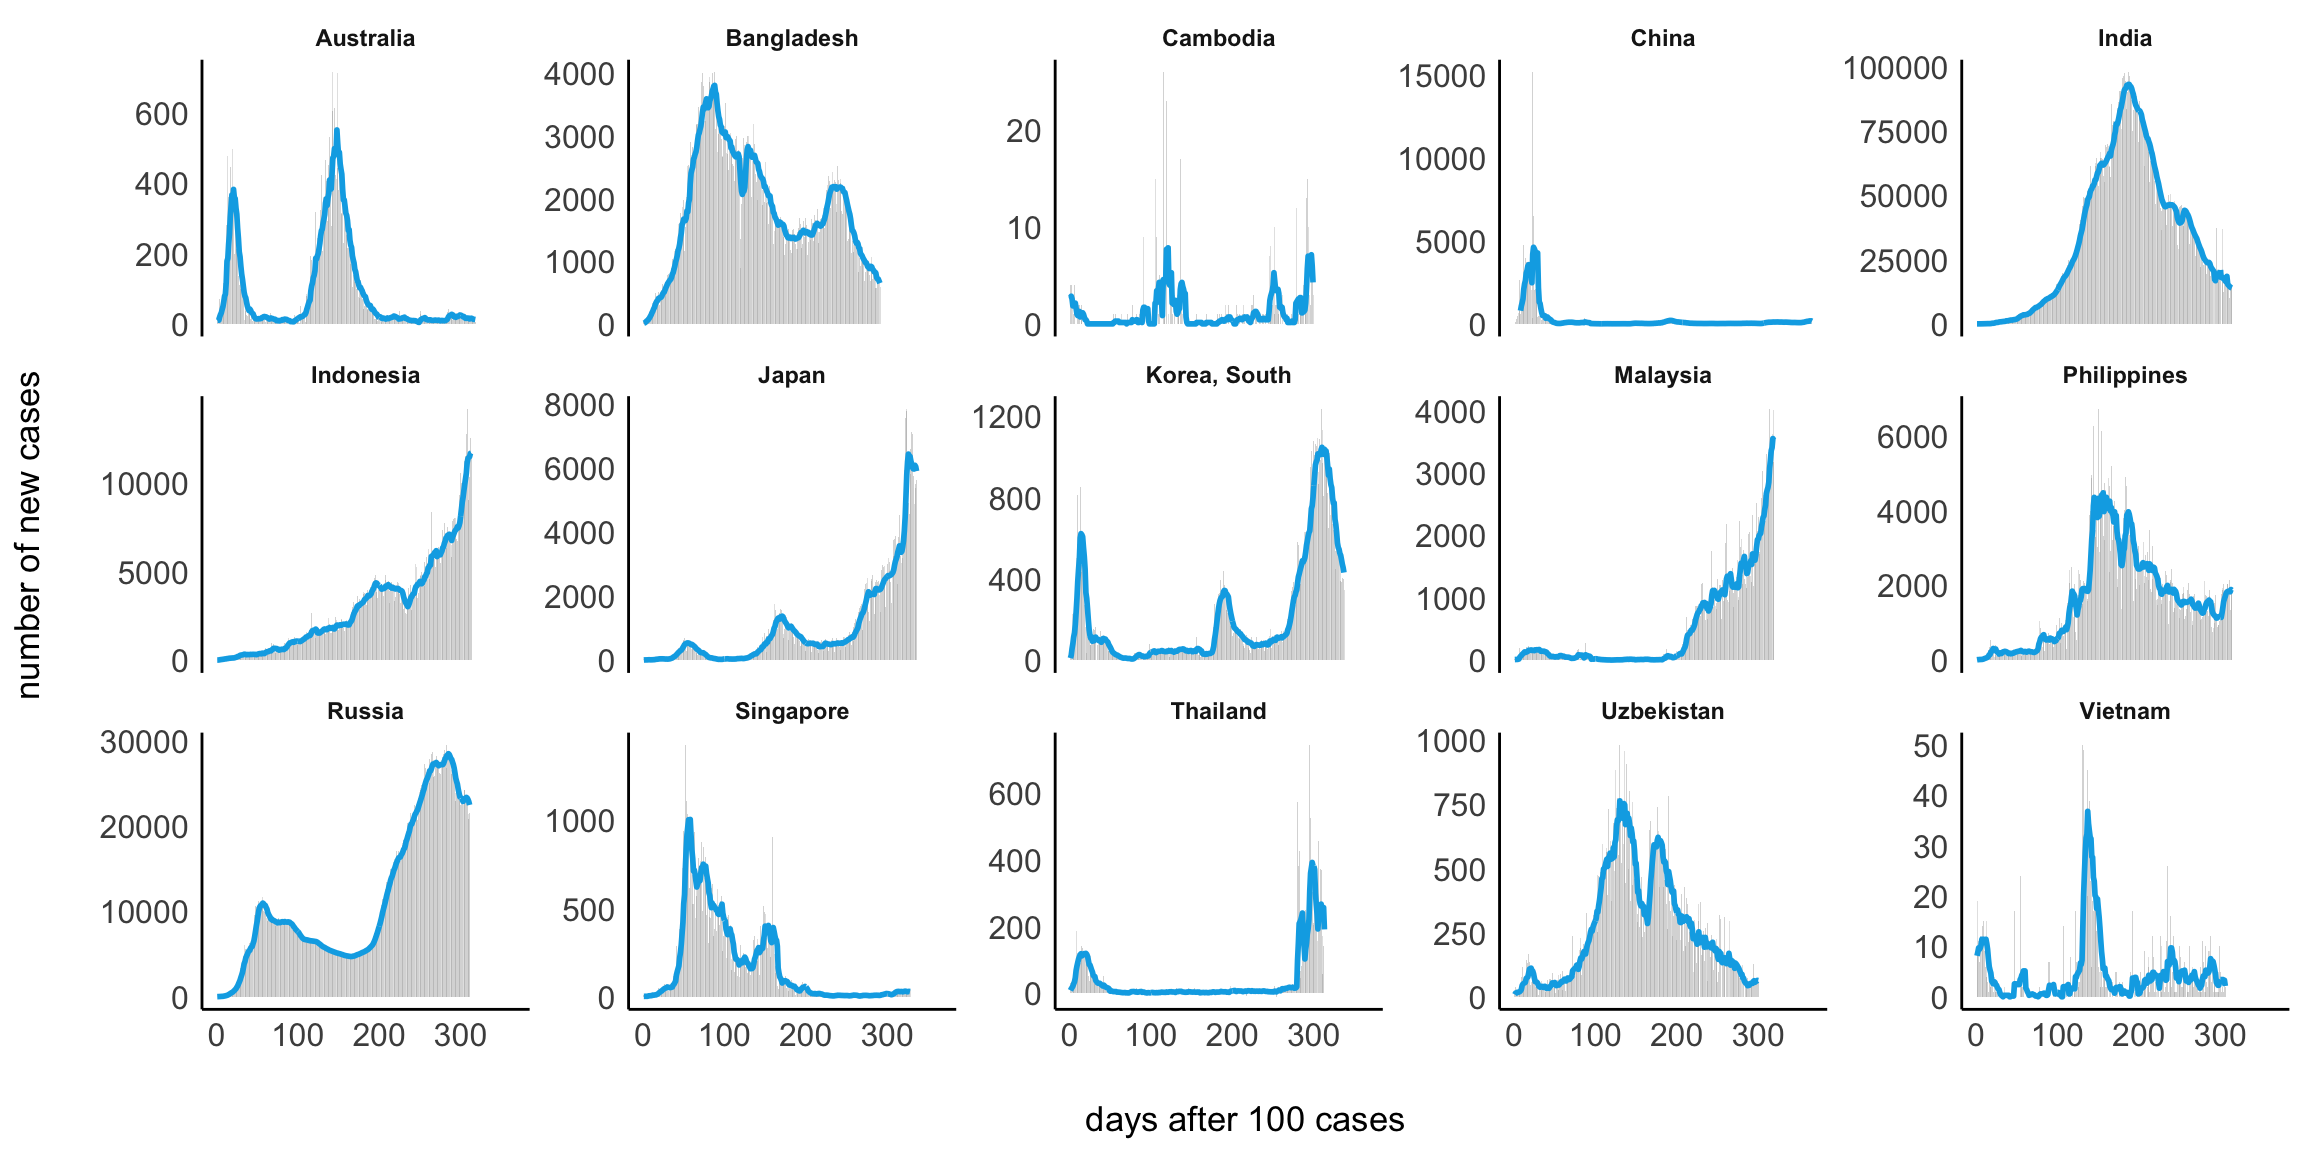 Australia
600
400
200
0
Bangladesh
4000
3000
2000
1000
0
Cambodia
20
10
0
China
15000
10000
5000
0
India
100000
75000
50000
25000
0
number of new cases
Indonesia
10000
5000
0
Japan
8000
6000
4000
2000
0
Korea, South
1200
800
400
0
Malaysia
4000
3000
2000
1000
0
Philippines
6000
4000
2000
0
Russia
30000
20000
10000
0
0 100 200 300
Singapore
1000
500
0
0 100 200 300
Thailand
600
400
200
0
0 100 200 300
Uzbekistan
1000
750
500
250
0
0 100 200 300
Vietnam
50
40
30
20
10
0
0 100 200 300
days after 100 cases